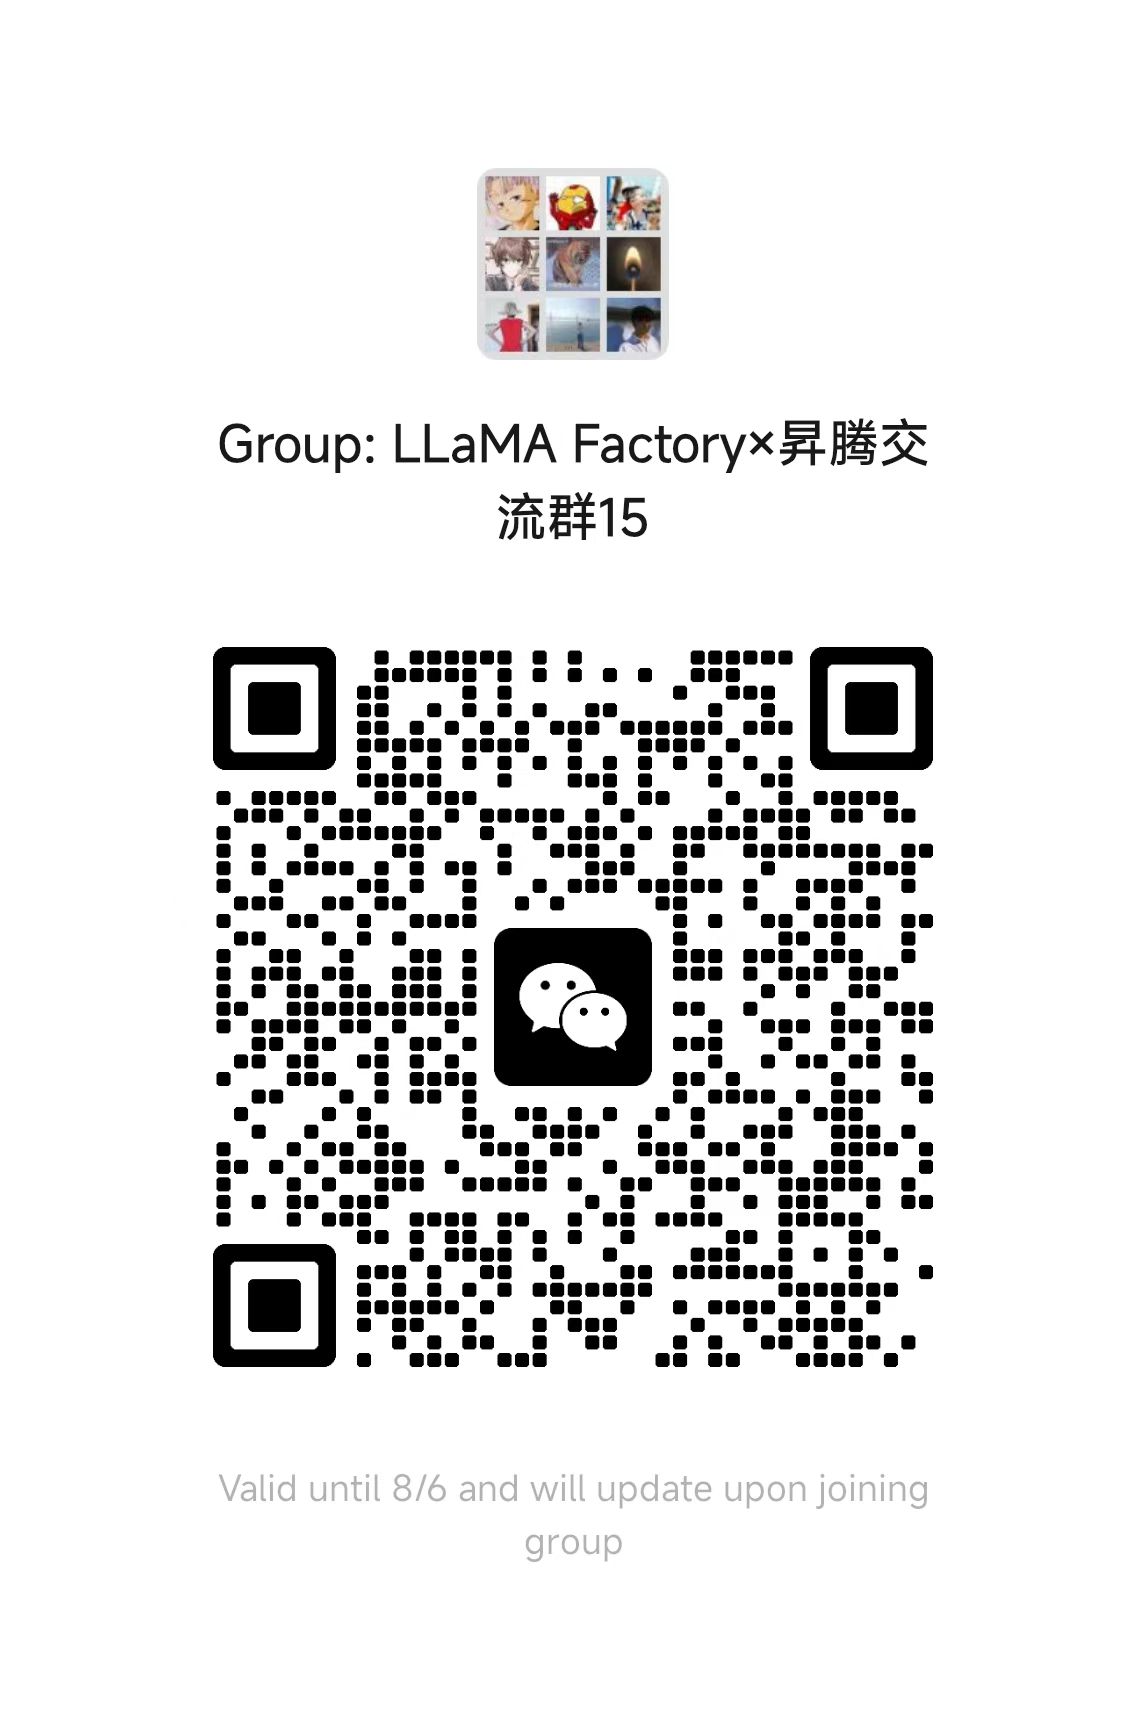 Group: LLaMA Factory×昇腾交
流群15
Valid until 8/6 and will update upon joining
group